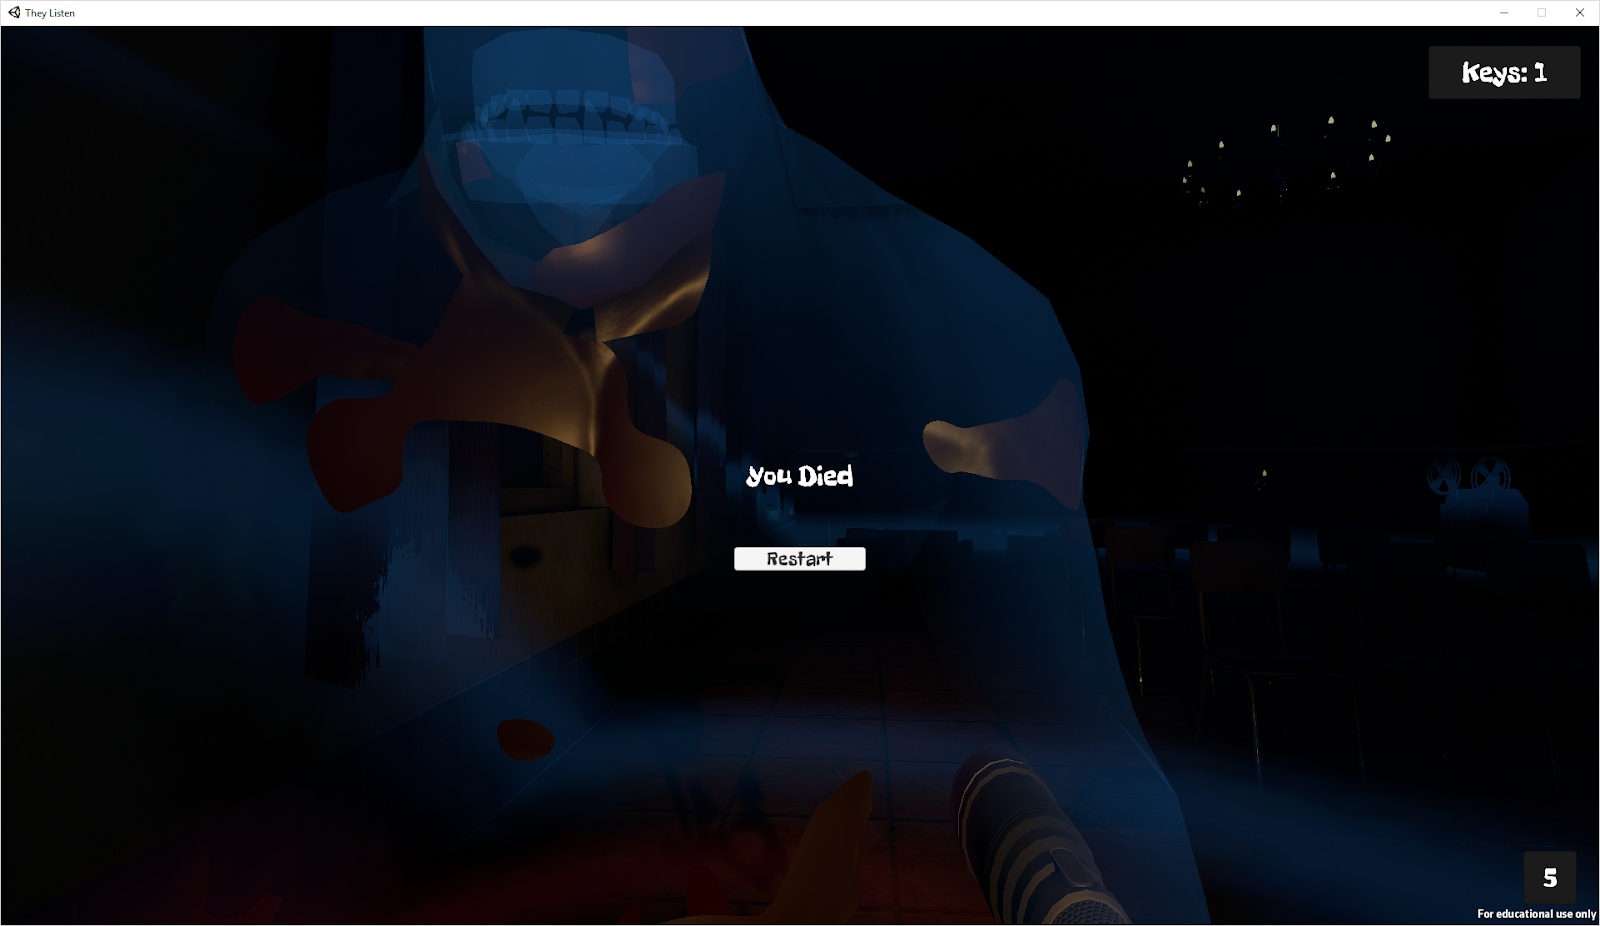 They Listen
Keys: 1
You Died
Restart
5
For educational use only